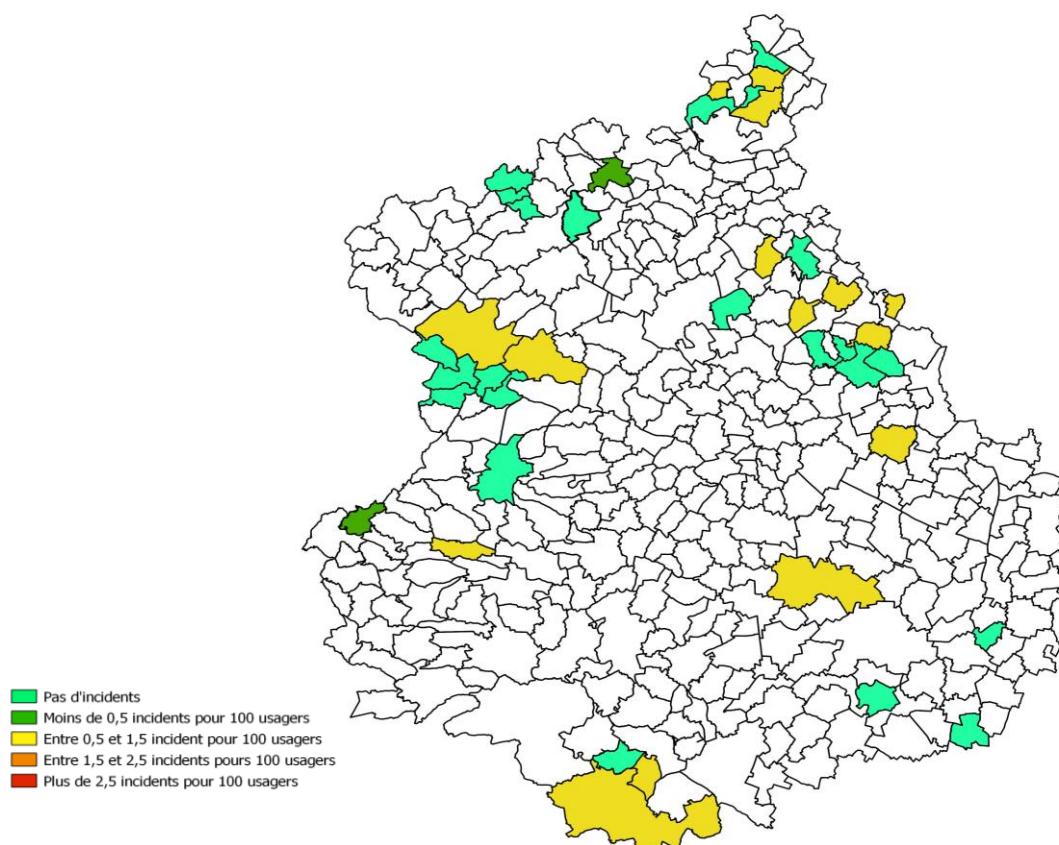 Pas d'incidents
Moins de 0,5 incidents pour 100 usagers
Entre 0,5 et 1,5 incident pour 100 usagers
Entre 1,5 et 2,5 incidents pours 100 usagers
Plus de 2,5 incidents pour 100 usagers